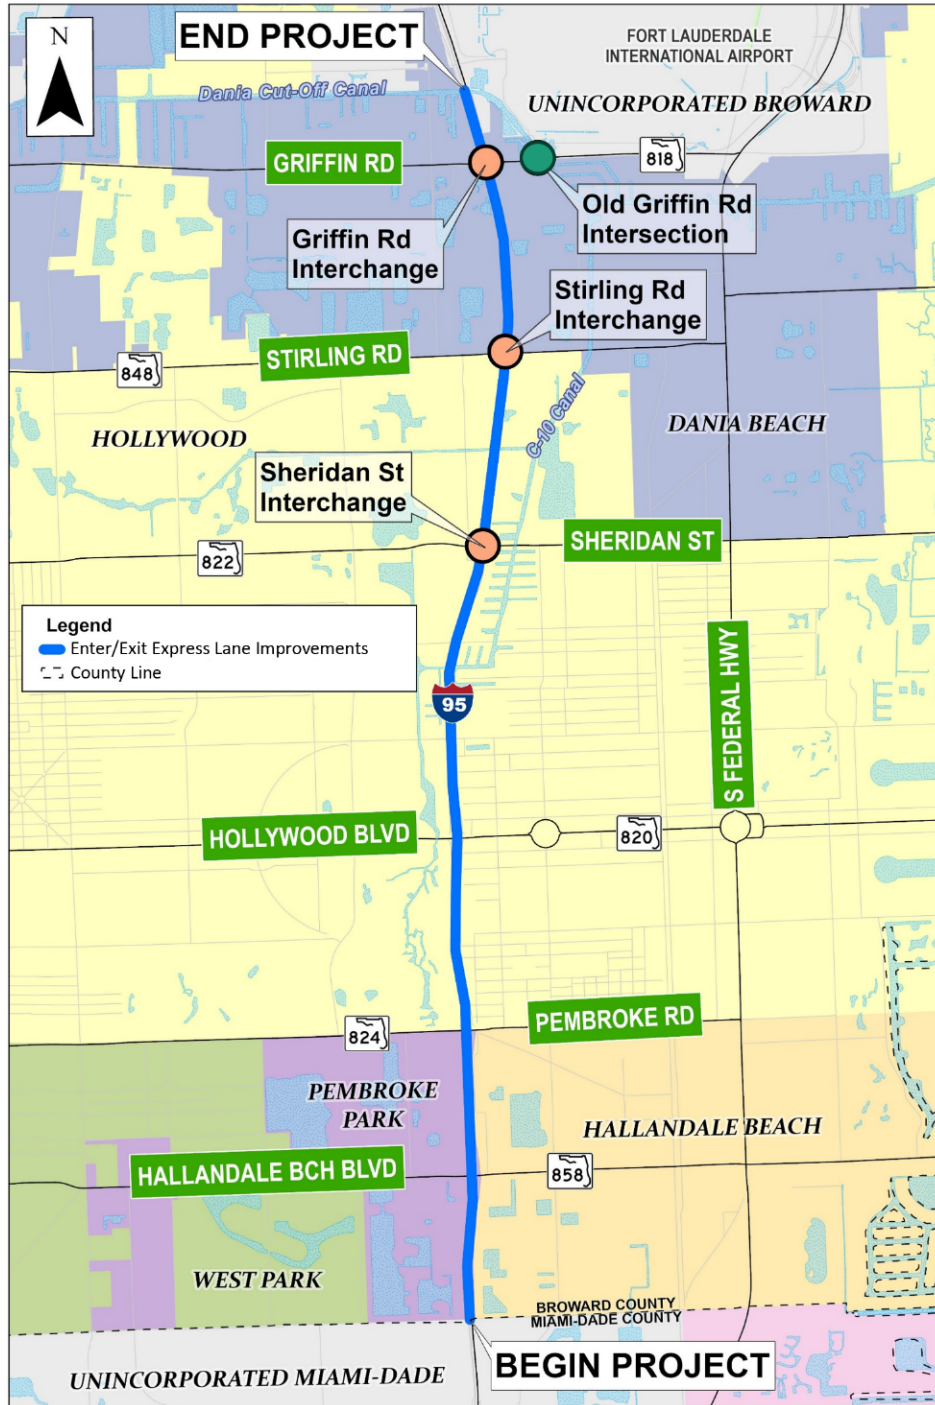 N
END PROJECT
FORT LAUDERDALE
INTERNATIONAL AIRPORT
Dania Cut-Off Canal
UNINCORPORATED BROWARD
GRIFFIN RD
818
Old Griffin Rd
Intersection
Griffin Rd
Interchange
Stirling Rd
Interchange
STIRLING RD
848
HOLLYWOOD
C-10 Canal
DANIA BEACH
Sheridan St
Interchange
SHERIDAN ST
822
Legend
Enter/Exit Express Lane Improvements
County Line
95
S FEDERAL HWY
HOLLYWOOD BLVD
820
PEMBROKE RD
824
PEMBROKE
PARK
HALLANDALE BEACH
HALLANDALE BCH BLVD
858
WEST PARK
BROWARD COUNTY
MIAMI-DADE COUNTY
BEGIN PROJECT
UNINCORPORATED MIAMI-DADE